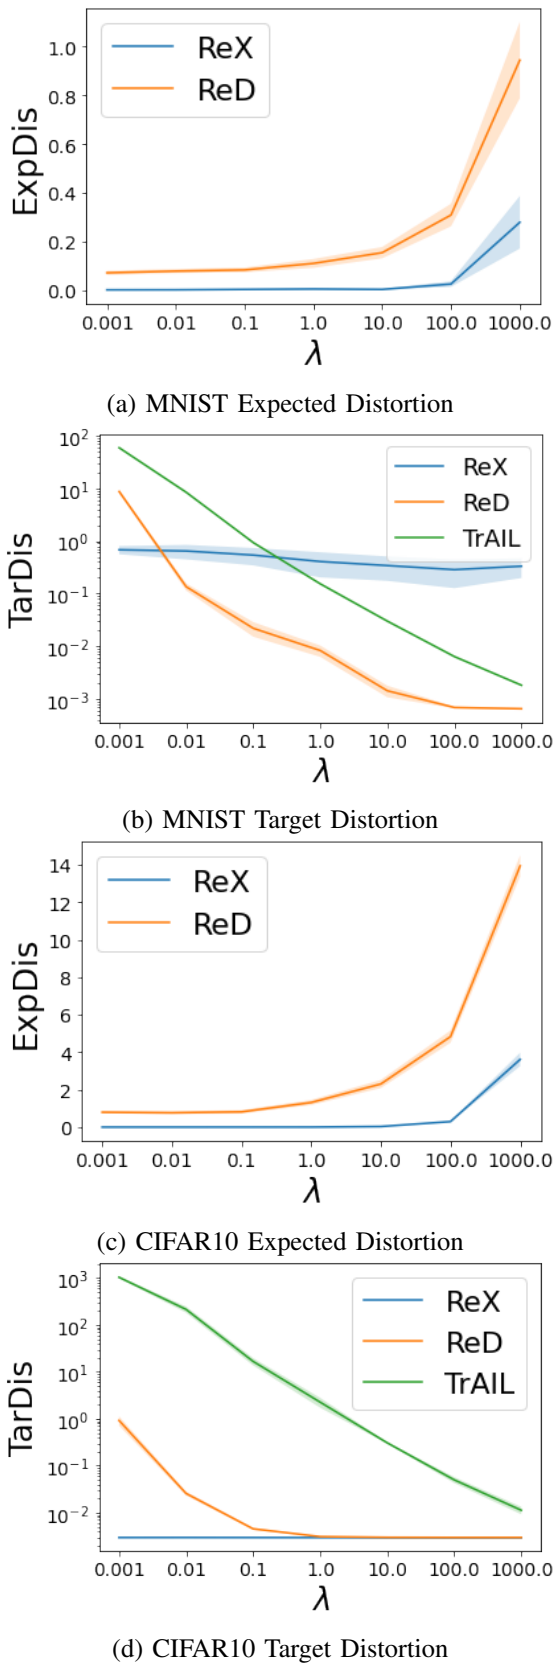 ReX
ReD
1.0
0.8
0.6
0.4
0.2
0.0
ExpDis
0.001 0.01 0.1 1.0 10.0 100.0 1000.0
λ
(a) MNIST Expected Distortion
ReX
ReD
TrAIL
10^2
10^1
10^0
10^-1
10^-2
10^-3
TarDis
0.001 0.01 0.1 1.0 10.0 100.0 1000.0
λ
(b) MNIST Target Distortion
ReX
ReD
14
12
10
8
6
4
2
0
ExpDis
0.001 0.01 0.1 1.0 10.0 100.0 1000.0
λ
(c) CIFAR10 Expected Distortion
ReX
ReD
TrAIL
10^3
10^2
10^1
10^0
10^-1
10^-2
TarDis
0.001 0.01 0.1 1.0 10.0 100.0 1000.0
λ
(d) CIFAR10 Target Distortion